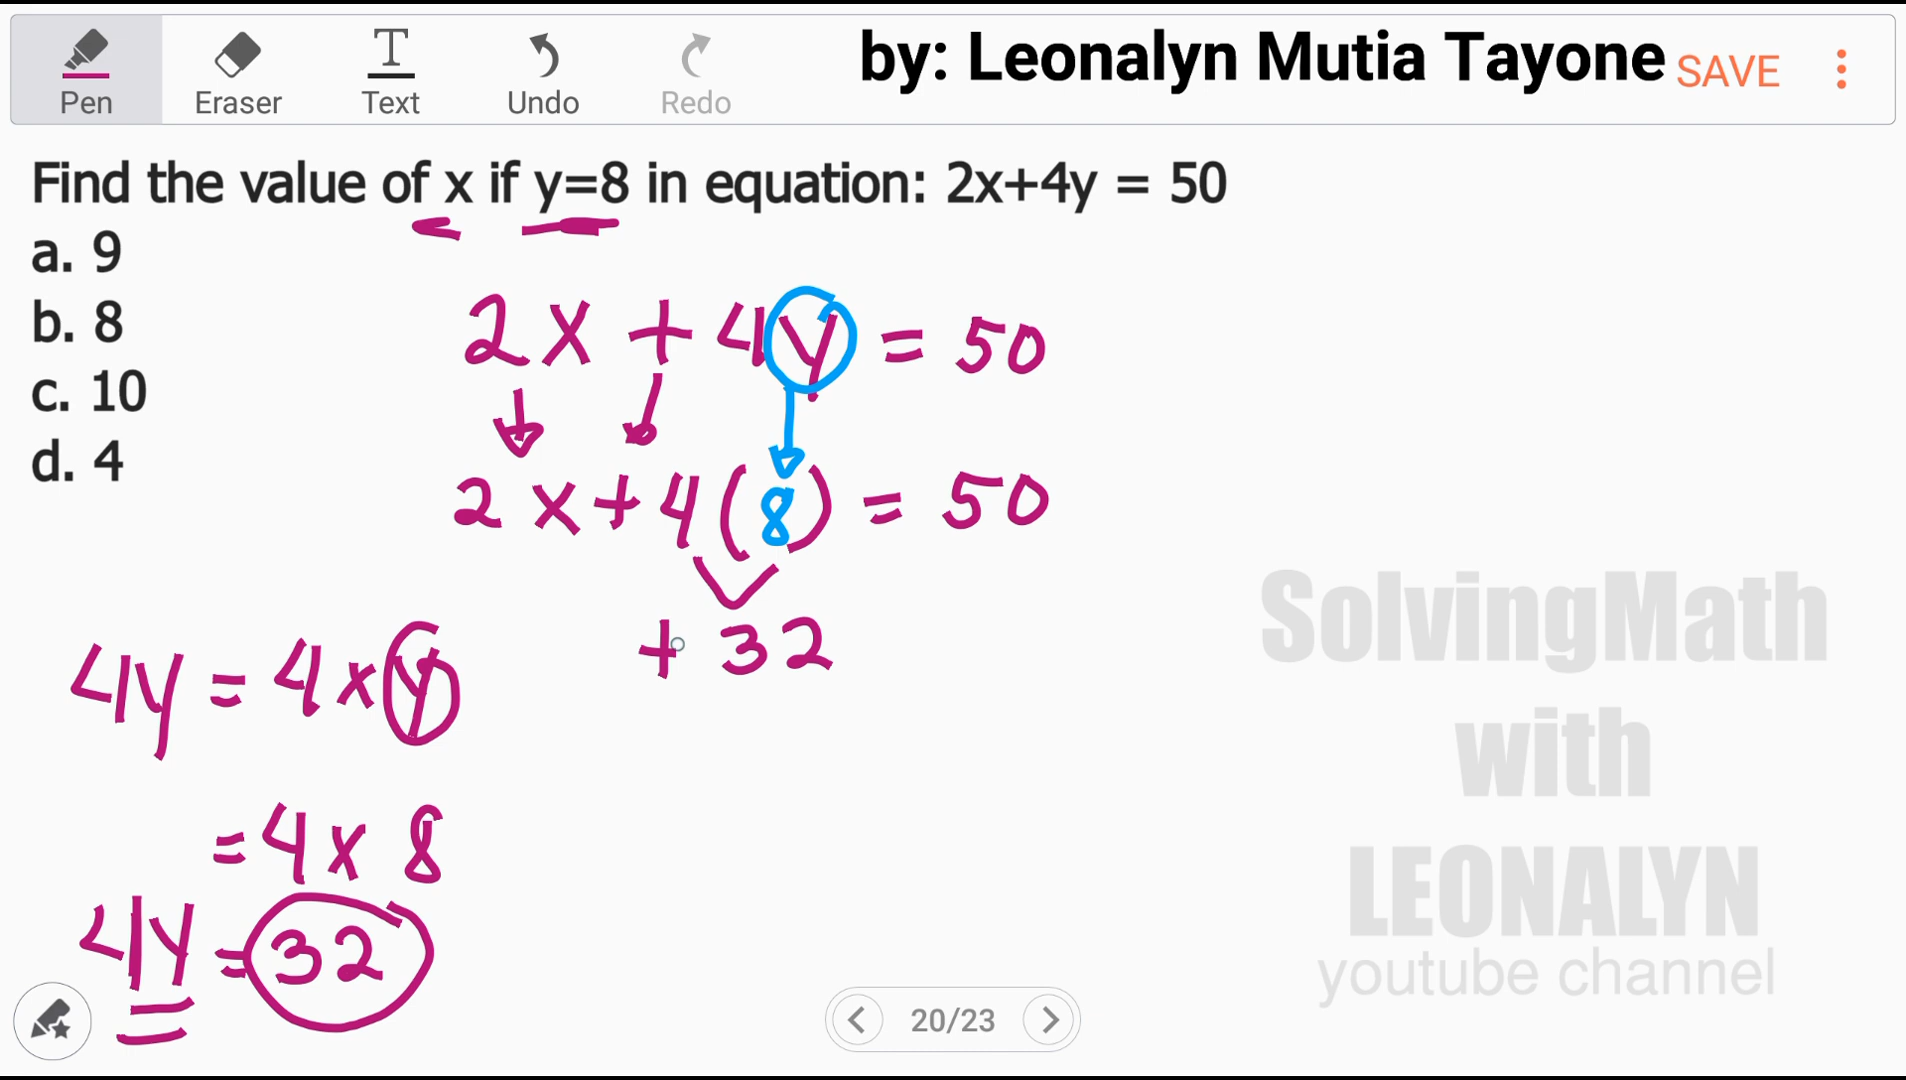 Pen Eraser Text Undo Redo by: Leonalyn Mutia Tayone SAVE
Find the value of x if y=8 in equation: 2x+4y = 50
a. 9
b. 8
c. 10
d. 4
2x + 4y = 50
2x+4(8) = 50
+ 32
4y = 4xy
=4x 8
4y =32
SolvingMath
with
LEONALYN
youtube channel
20/23